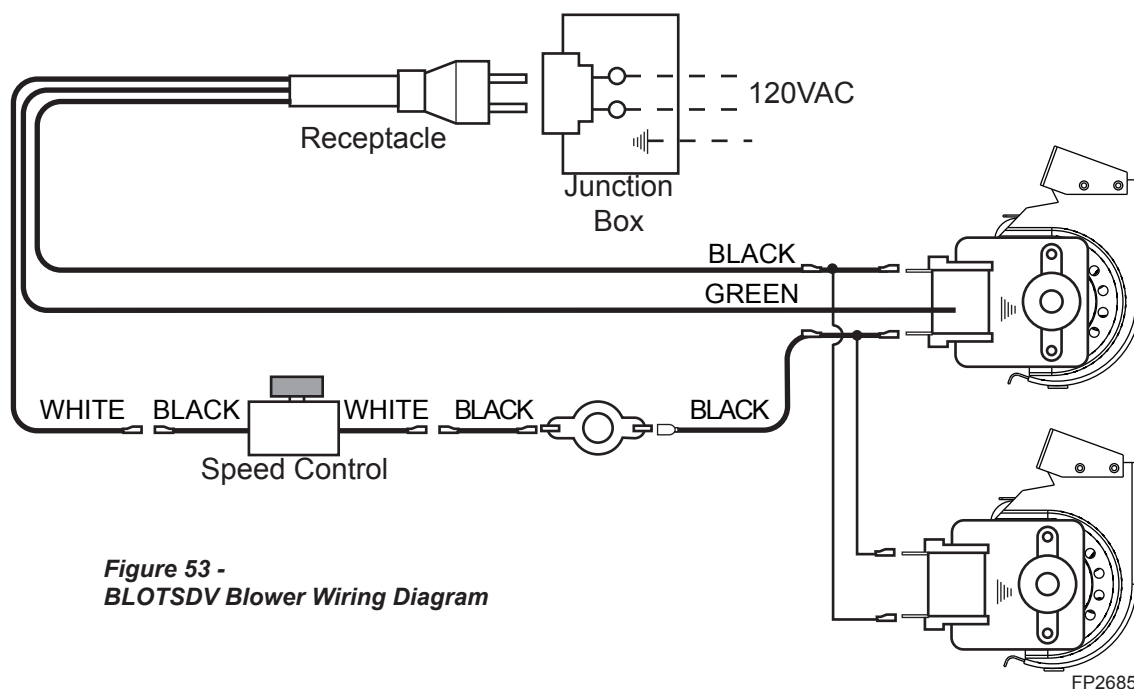 120VAC
Receptacle
Junction
Box
BLACK
GREEN
WHITE BLACK WHITE BLACK BLACK
Speed Control
Figure 53 -
BLOTSDV Blower Wiring Diagram
FP2685